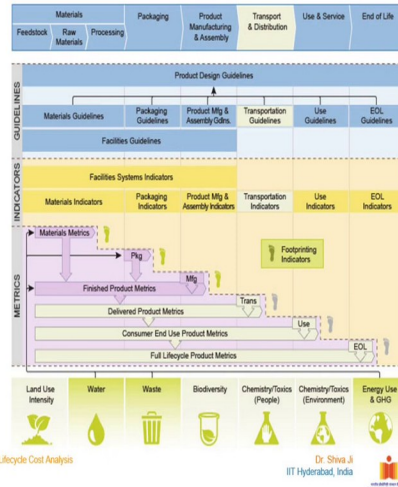 Materials
Packaging
Product
Manufacturing
& Assembly
Transport
& Distribution
Use & Service
End of Life
Feedstock
Raw
Materials
Processing
GUIDELINES
Product Design Guidelines
Materials Guidelines
Packaging
Guidelines
Product Mfg &
Assembly Gdlns.
Transportation
Guidelines
Use
Guidelines
EOL
Guidelines
Facilities Guidelines
INDICATORS
Facilities Systems Indicators
Materials Indicators
Packaging
Indicators
Product Mfg &
Assembly Indicators
Transportation
Indicators
Use
Indicators
EOL
Indicators
METRICS
Materials Metrics
Pkg
Footprinting
Indicators
Mfg
Finished Product Metrics
Trans
Delivered Product Metrics
Use
Consumer End Use Product Metrics
EOL
Full Lifecycle Product Metrics
Land Use
Intensity
Water
Waste
Biodiversity
Chemistry/Toxics
(People)
Chemistry/Toxics
(Environment)
Energy Use
& GHG
Lifecycle Cost Analysis
Dr. Shiva Ji
IIT Hyderabad, India